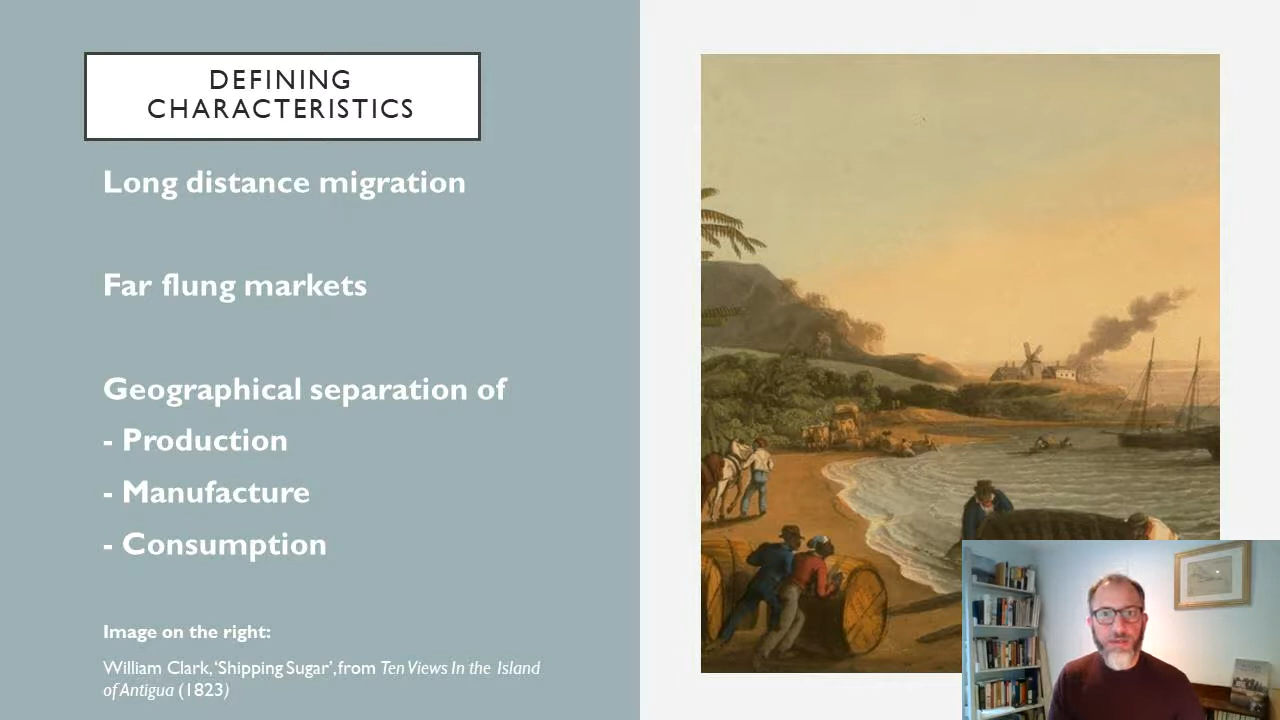 DEFINING
CHARACTERISTICS
Long distance migration
Far flung markets
Geographical separation of
- Production
- Manufacture
- Consumption
Image on the right:
William Clark, 'Shipping Sugar', from Ten Views In the Island
of Antigua (1823)